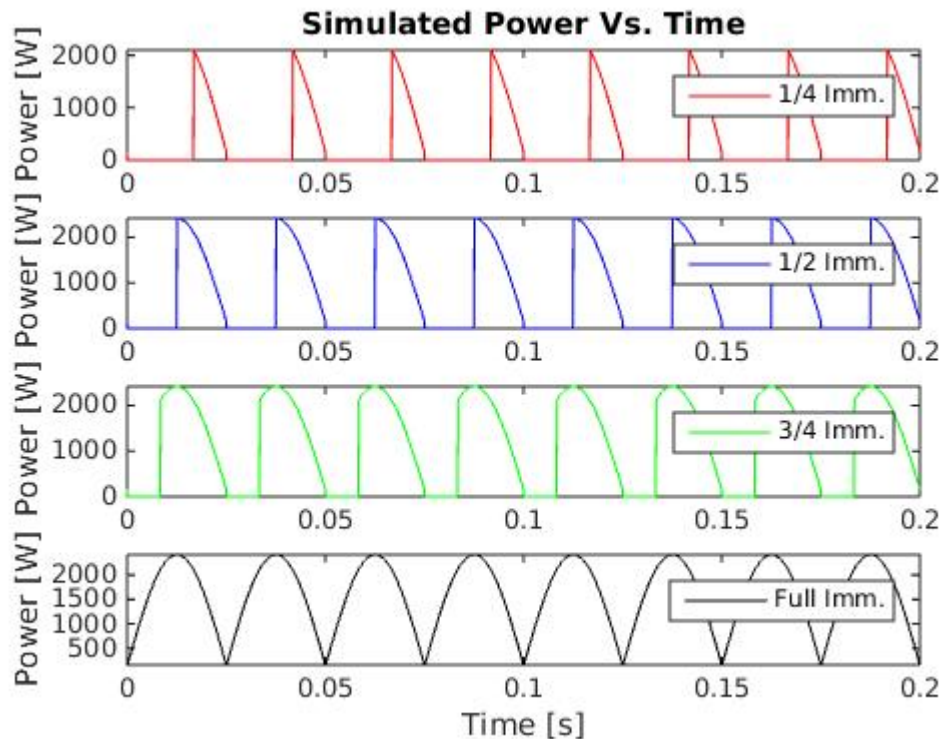 Simulated Power Vs. Time
Power [W]
2000
1000
0
1/4 Imm.
0 0.05 0.1 0.15 0.2
Power [W]
2000
1000
0
1/2 Imm.
0 0.05 0.1 0.15 0.2
Power [W]
2000
1000
0
3/4 Imm.
0 0.05 0.1 0.15 0.2
Power [W]
2000
1500
1000
500
Full Imm.
0 0.05 0.1 0.15 0.2
Time [s]